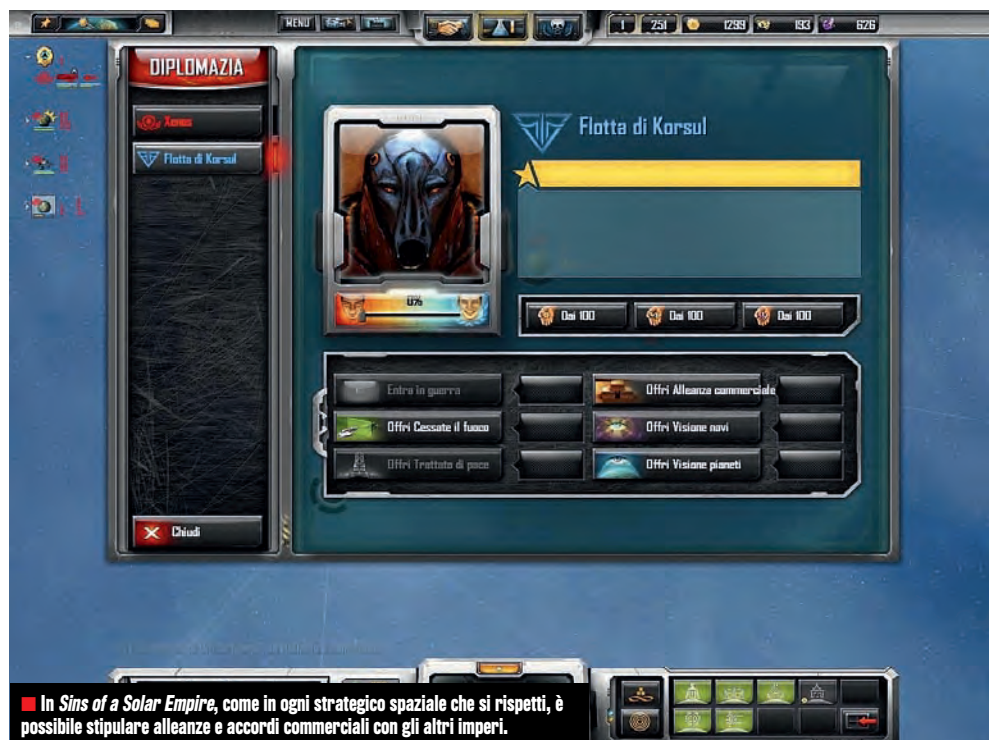 MENU
1 251 1299 193 626
DIPLOMAZIA
Xenos
Flotta di Korsul
Flotta di Korsul
0%
Dai 100 Dai 100 Dai 100
Entra in guerra
Offri Alleanza commerciale
Offri Cessate il fuoco
Offri Visione navi
Offri Trattato di pace
Offri Visione pianeti
Chiudi
In Sins of a Solar Empire, come in ogni strategico spaziale che si rispetti, è
possibile stipulare alleanze e accordi commerciali con gli altri imperi.